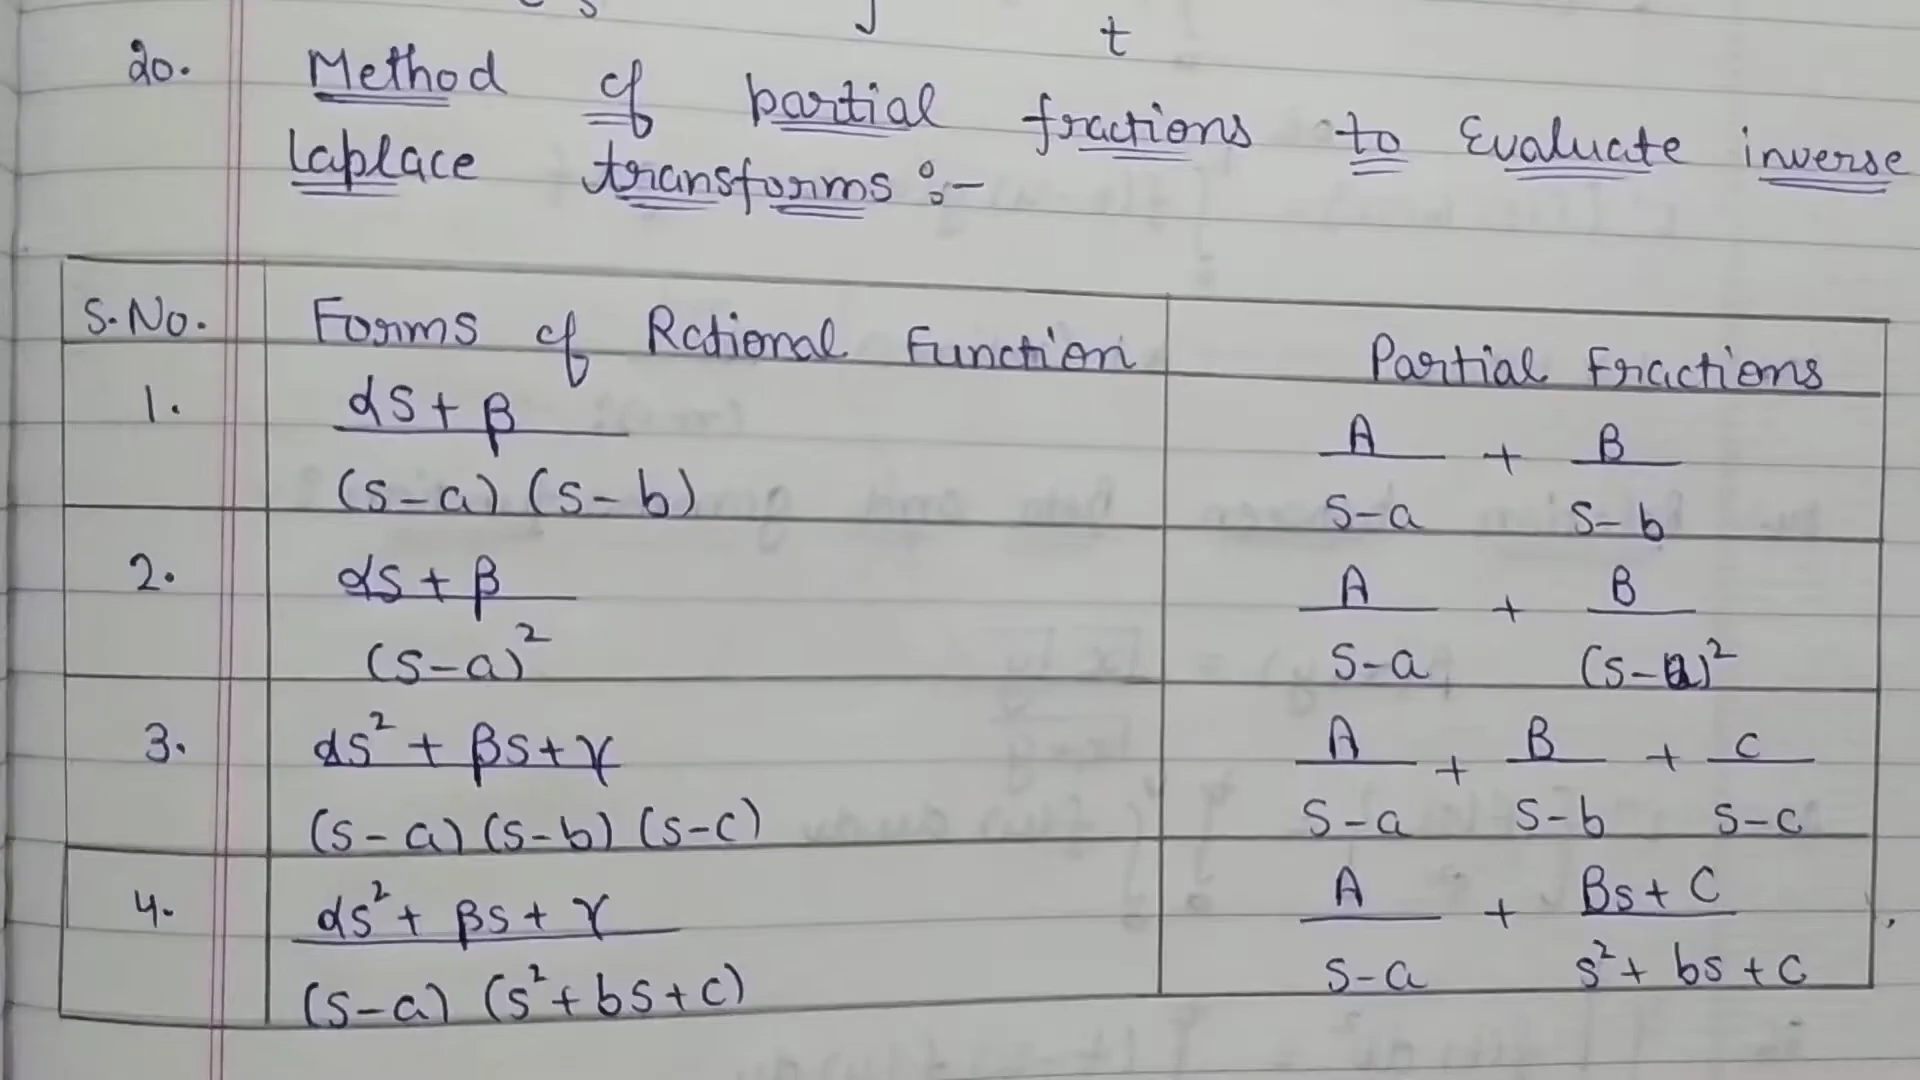 t
20. Method of partial fractions to Evaluate inverse
Laplace transforms :-
S.No. Forms of Rational Function Partial Fractions
1. αs + β / (s-a) (s-b) A / s-a + B / s-b
2. αs + β / (s-a)² A / s-a + B / (s-a)²
3. αs² + βs + γ / (s-a) (s-b) (s-c) A / s-a + B / s-b + C / s-c
4. αs² + βs + γ / (s-a) (s²+bs+c) A / s-a + Bs + C / s² + bs + c